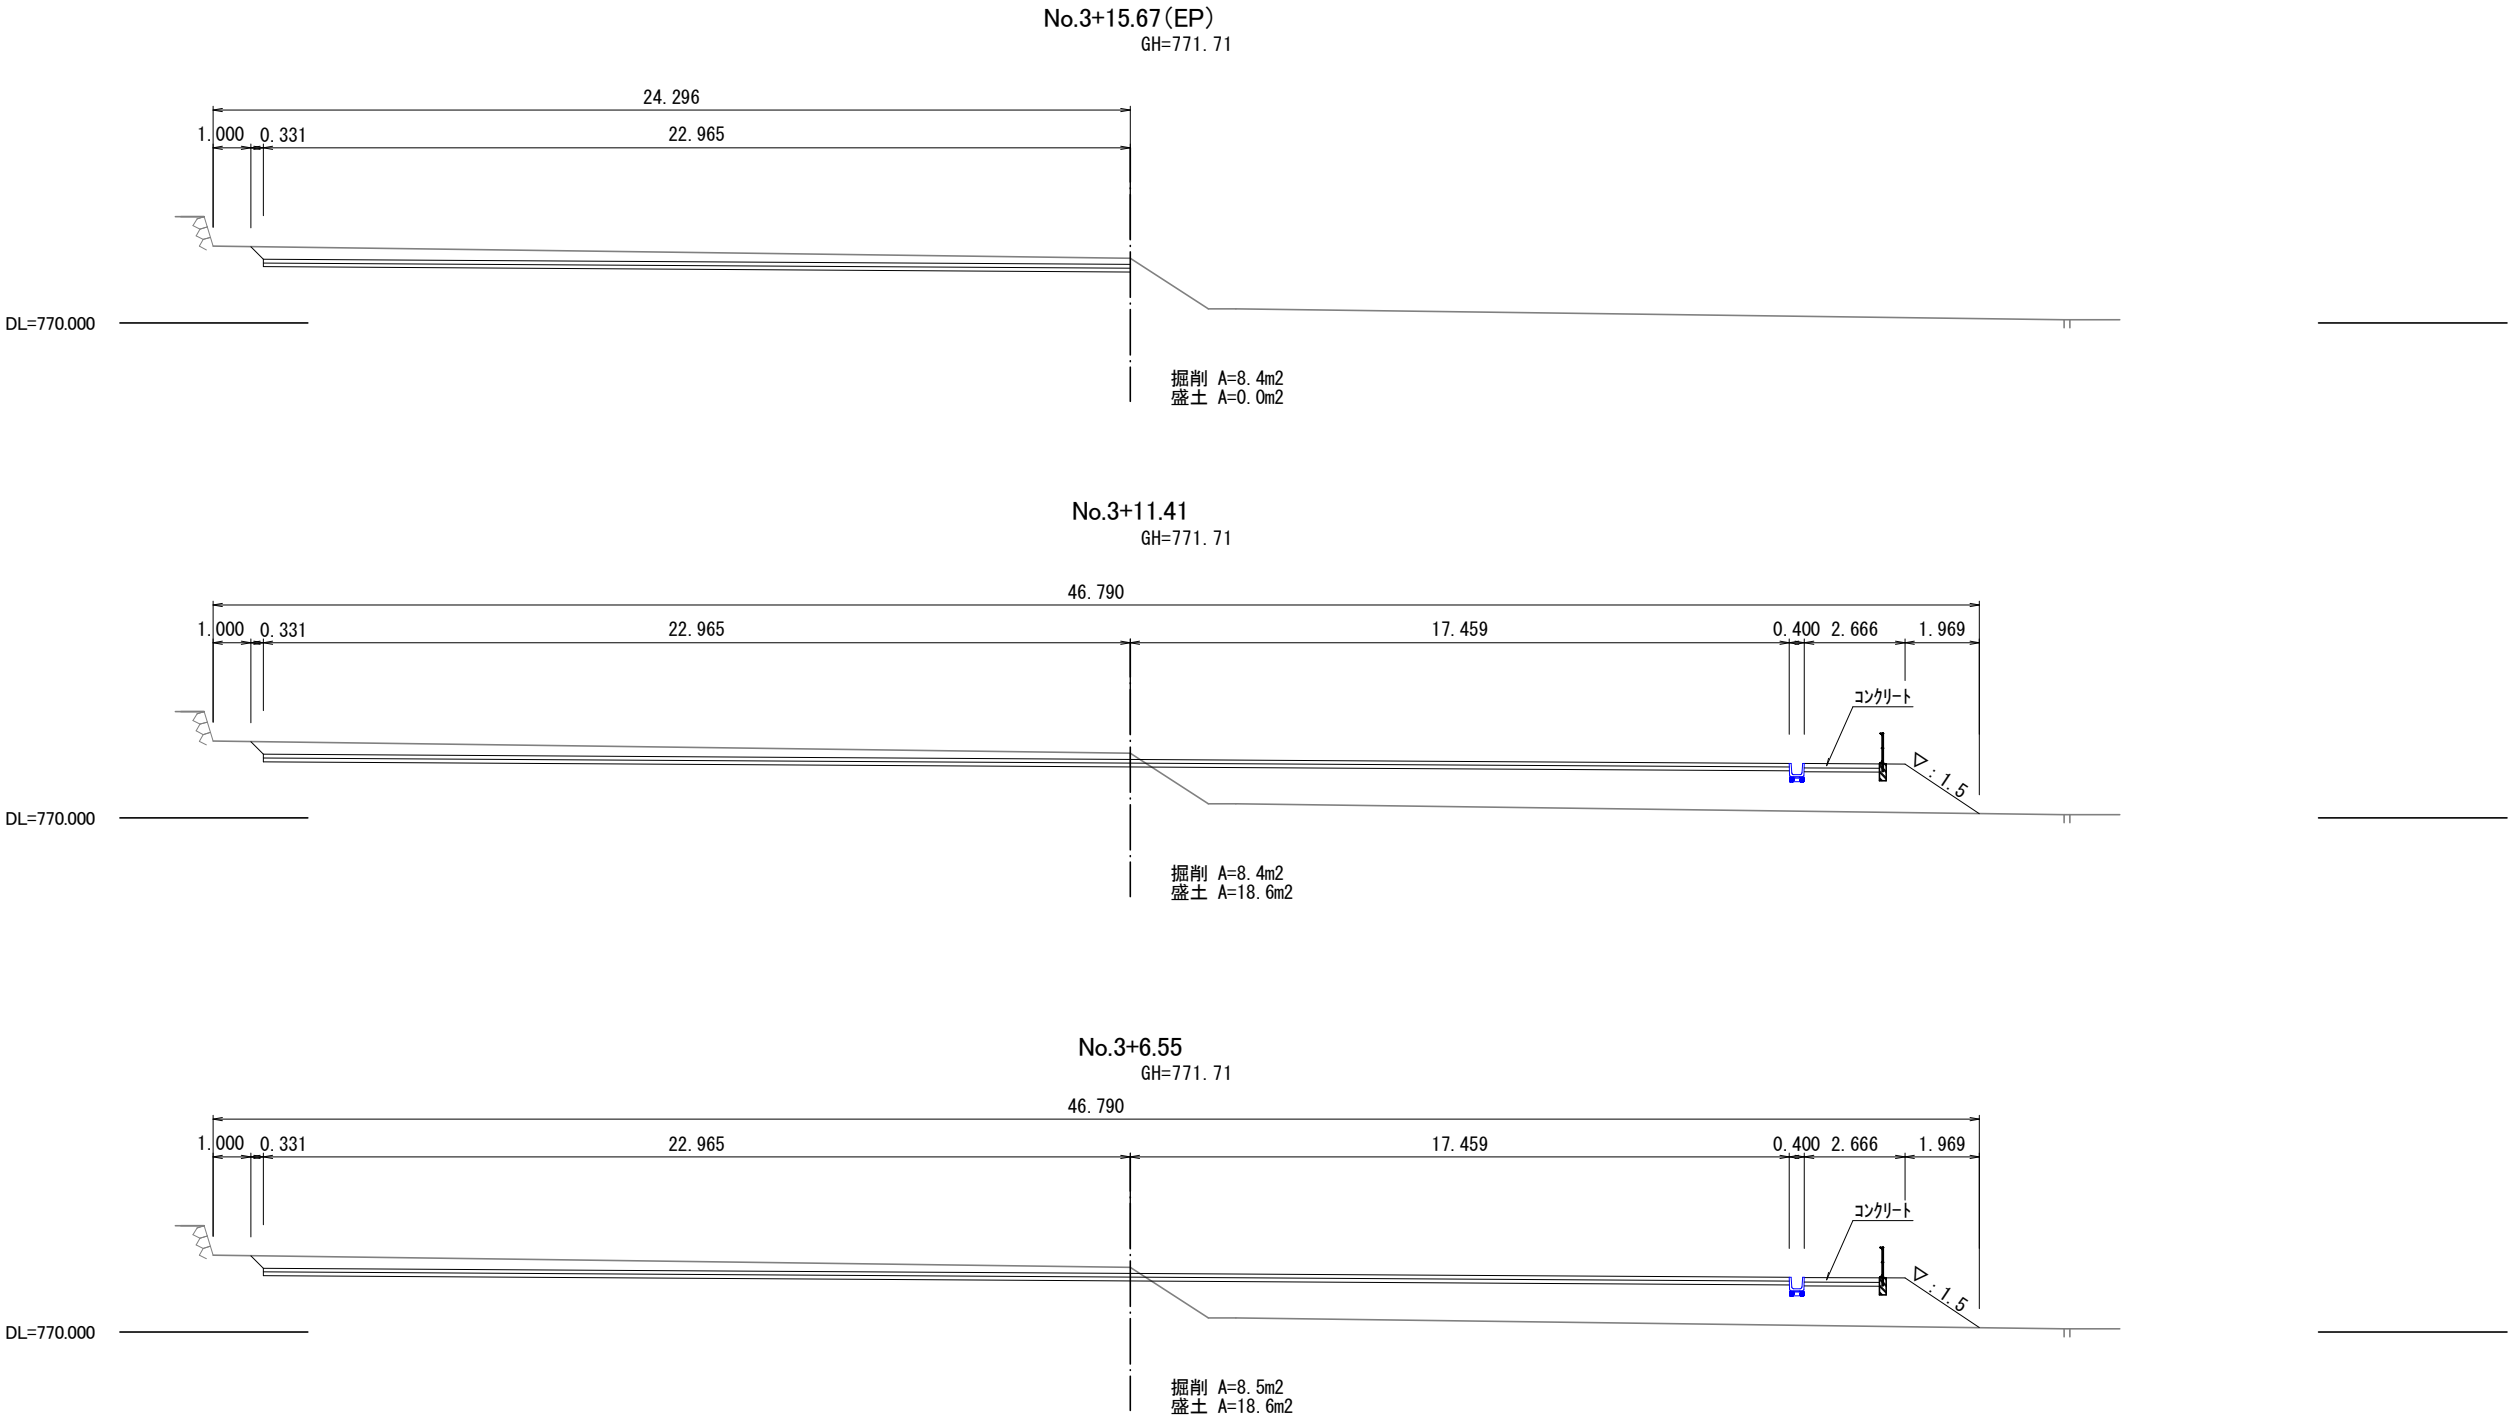 No.3+15.67(EP)
GH=771.71
24.296
1.000 0.331 22.965
DL=770.000
掘削 A=8.4m2
盛土 A=0.0m2
No.3+11.41
GH=771.71
46.790
1.000 0.331 22.965 17.459 0.400 2.666 1.969
コンクリート
▽:1.5
DL=770.000
掘削 A=8.4m2
盛土 A=18.6m2
No.3+6.55
GH=771.71
46.790
1.000 0.331 22.965 17.459 0.400 2.666 1.969
コンクリート
▽:1.5
DL=770.000
掘削 A=8.5m2
盛土 A=18.6m2